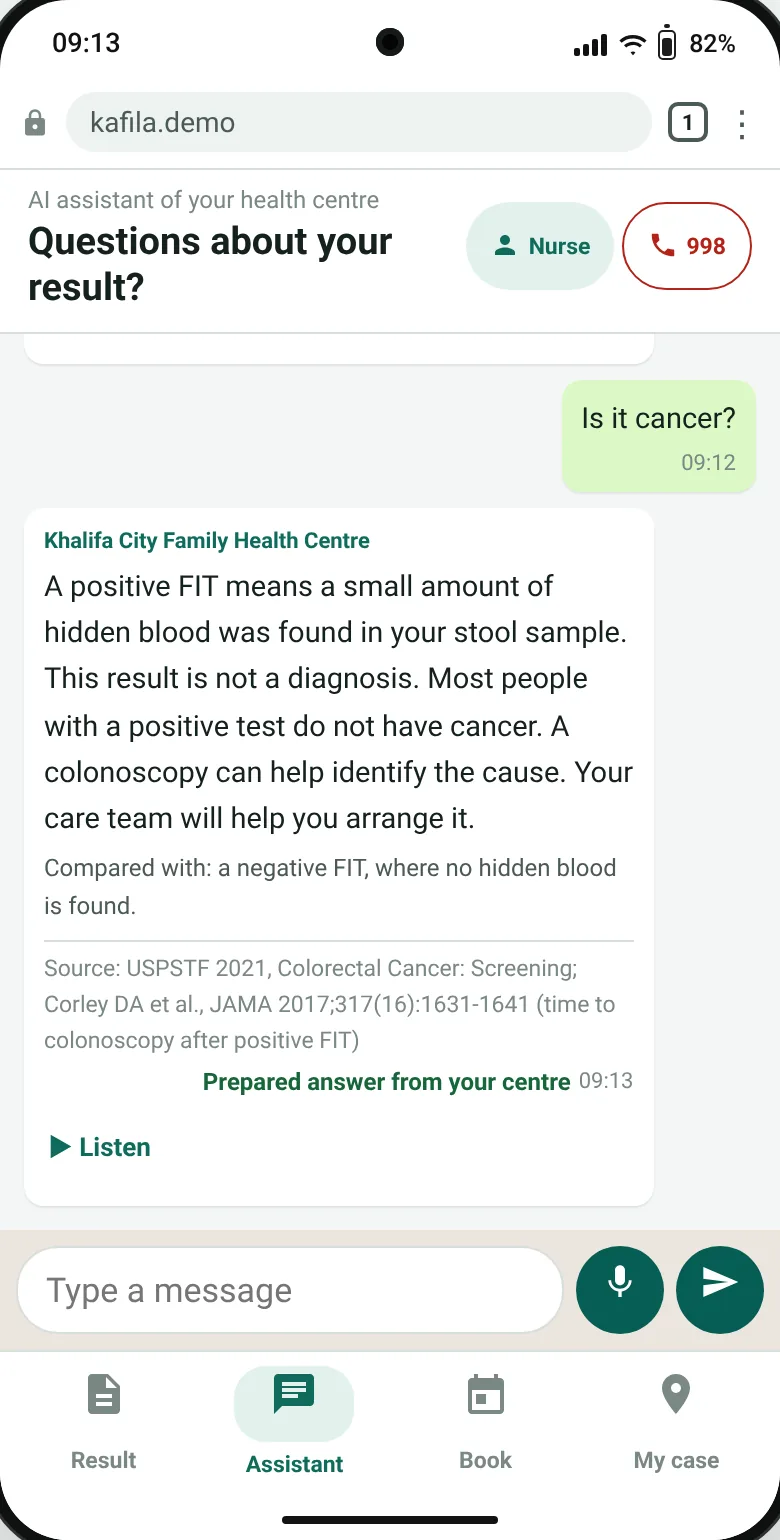 09:13
82%
kafila.demo
1
AI assistant of your health centre
Questions about your
result?
Nurse
998
Is it cancer?
09:12
Khalifa City Family Health Centre
A positive FIT means a small amount of
hidden blood was found in your stool sample.
This result is not a diagnosis. Most people
with a positive test do not have cancer. A
colonoscopy can help identify the cause. Your
care team will help you arrange it.
Compared with: a negative FIT, where no hidden blood
is found.
Source: USPSTF 2021, Colorectal Cancer: Screening;
Corley DA et al., JAMA 2017;317(16):1631-1641 (time to
colonoscopy after positive FIT)
Prepared answer from your centre 09:13
Listen
Type a message
Result
Assistant
Book
My case